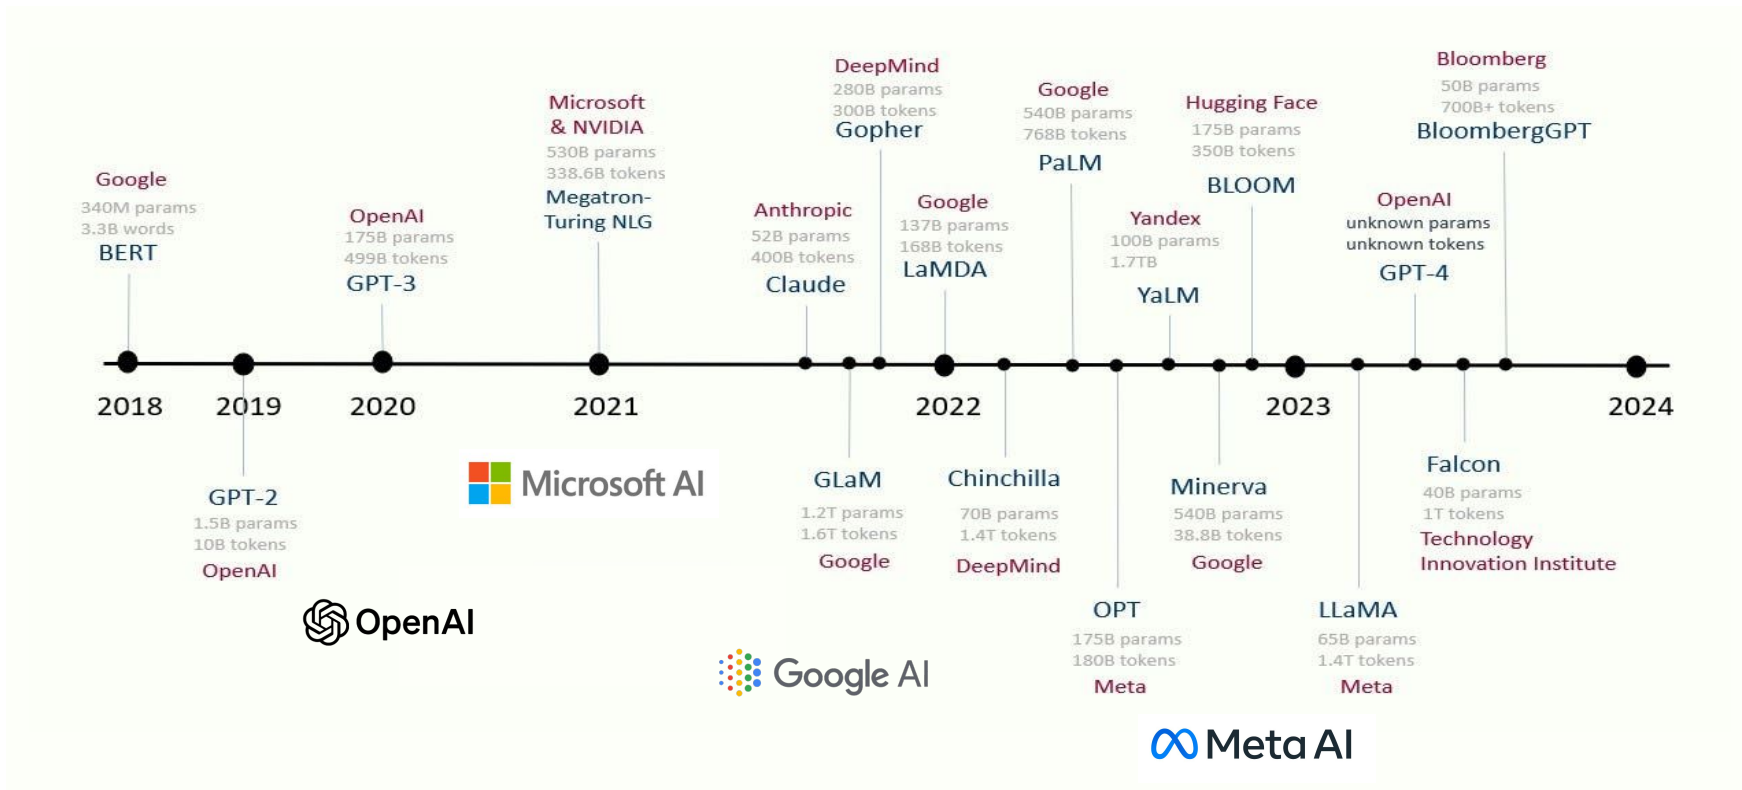 Google
340M params
3.3B words
BERT
OpenAI
175B params
499B tokens
GPT-3
Microsoft
& NVIDIA
530B params
338.6B tokens
Megatron-
Turing NLG
Anthropic
52B params
400B tokens
Claude
DeepMind
280B params
300B tokens
Gopher
Google
137B params
168B tokens
LaMDA
Google
540B params
768B tokens
PaLM
Yandex
100B params
1.7TB
YaLM
Hugging Face
175B params
350B tokens
BLOOM
OpenAI
unknown params
unknown tokens
GPT-4
Bloomberg
50B params
700B+ tokens
BloombergGPT
2018
2019
2020
2021
2022
2023
2024
GPT-2
1.5B params
10B tokens
OpenAI
OpenAI
Microsoft AI
GLaM
1.2T params
1.6T tokens
Google
Google AI
Chinchilla
70B params
1.4T tokens
DeepMind
OPT
175B params
180B tokens
Meta
Minerva
540B params
38.8B tokens
Google
Meta AI
LLaMA
65B params
1.4T tokens
Meta
Falcon
40B params
1T tokens
Technology
Innovation Institute